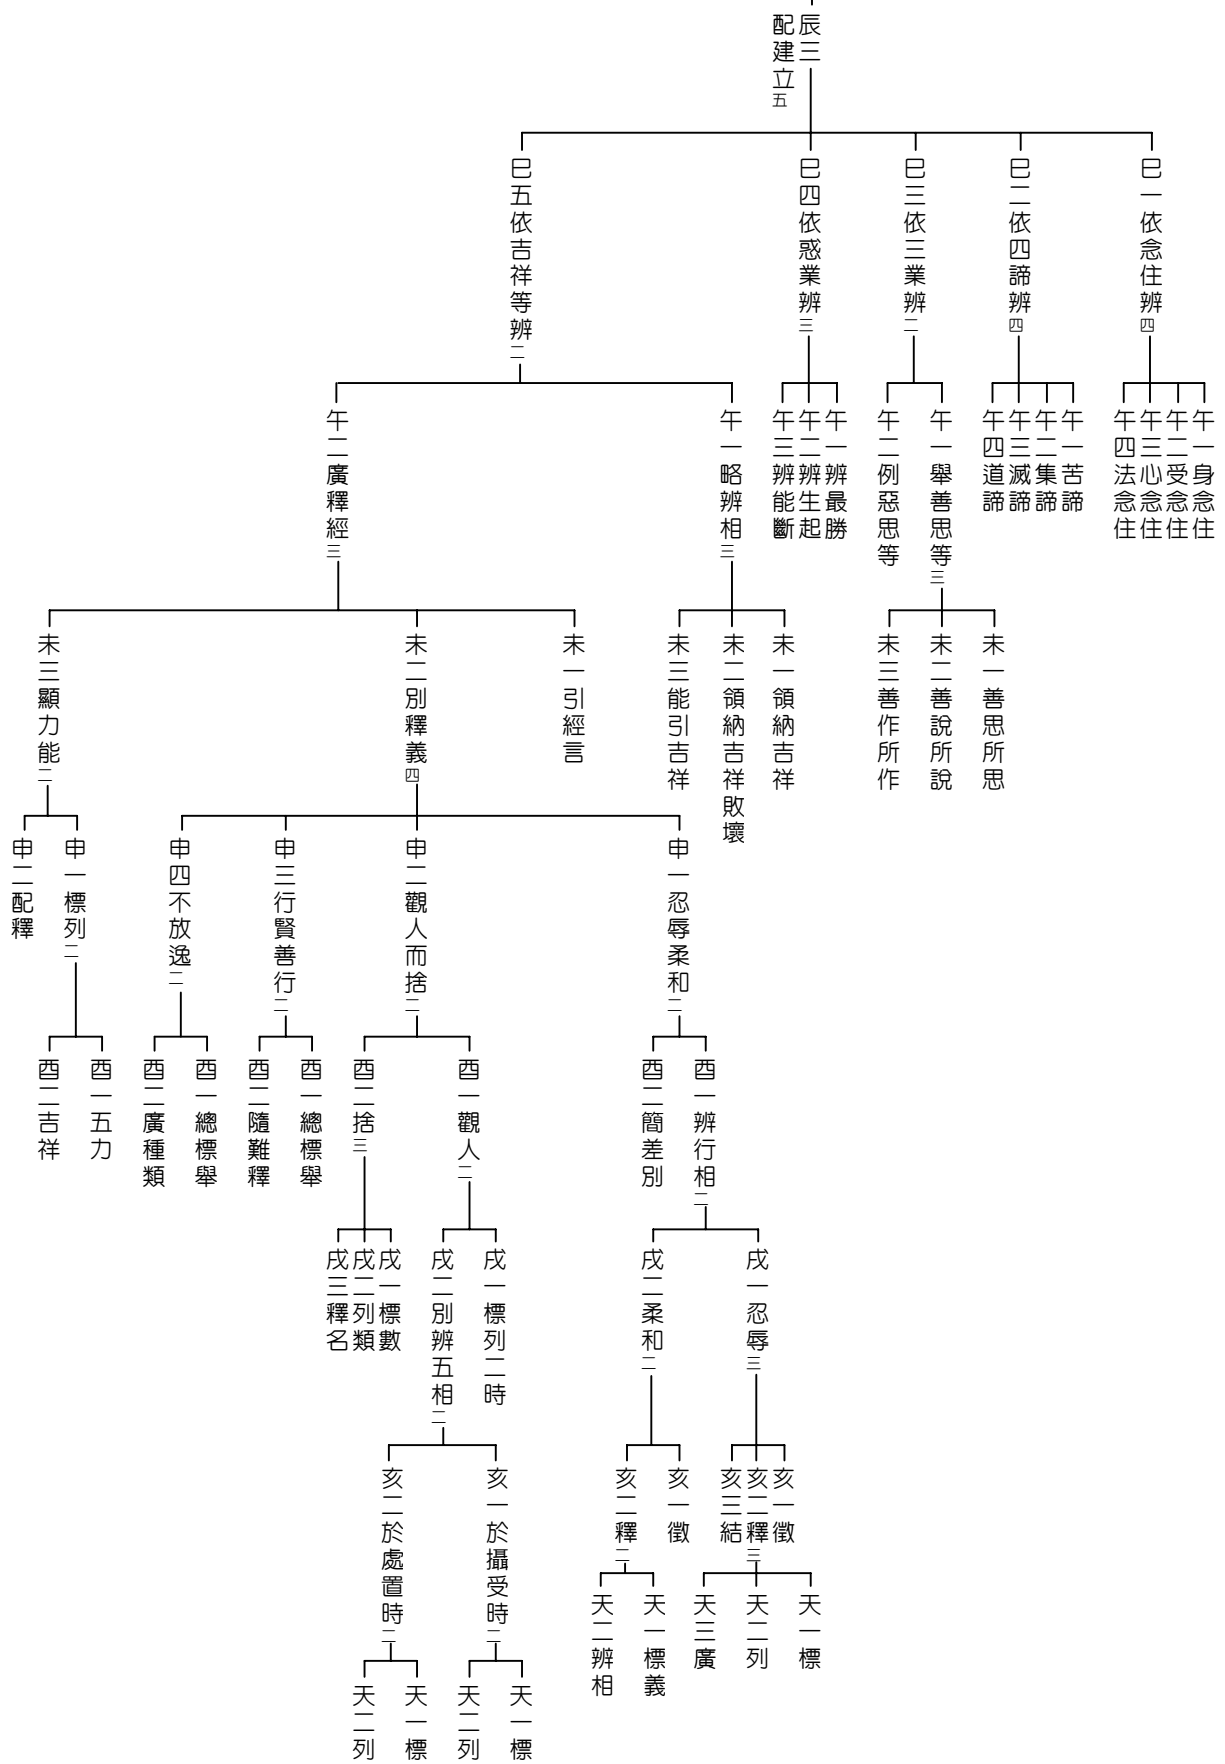 辰三配建立五
巳一依念住辨四
午一身念住
午二受念住
午三心念住
午四法念住
巳二依四諦辨四
午一苦諦
午二集諦
午三滅諦
午四道諦
巳三依三業辨二
午一舉善思等三
未一善思所思
未二善說所說
未三善作所作
午二例惡思等
巳四依惑業辨三
午一辨最勝
午二辨生起
午三辨能斷
巳五依吉祥等辨二
午一略辨相三
未一領納吉祥
未二領納吉祥敗壞
未三能引吉祥
午二廣釋經三
未一引經言
未二別釋義四
申一忍辱柔和二
酉一辨行相二
戌一忍辱三
亥一徵
亥二釋三
天一標
天二列
天三廣
亥三結
戌二柔和二
亥一徵
亥二釋二
天一標義
天二辨相
酉二簡差別
申二觀人而捨二
酉一觀人二
戌一標列二時
戌二別辨五相二
亥一於攝受時二
天一標
天二列
亥二於處置時二
天一標
天二列
酉二捨三
戌一標數
戌二列類
戌三釋名
申三行賢善行二
酉一總標舉
酉二隨難釋
申四不放逸二
酉一總標舉
酉二廣種類
未三顯力能二
申一標列二
酉一五力
酉二吉祥
申二配釋